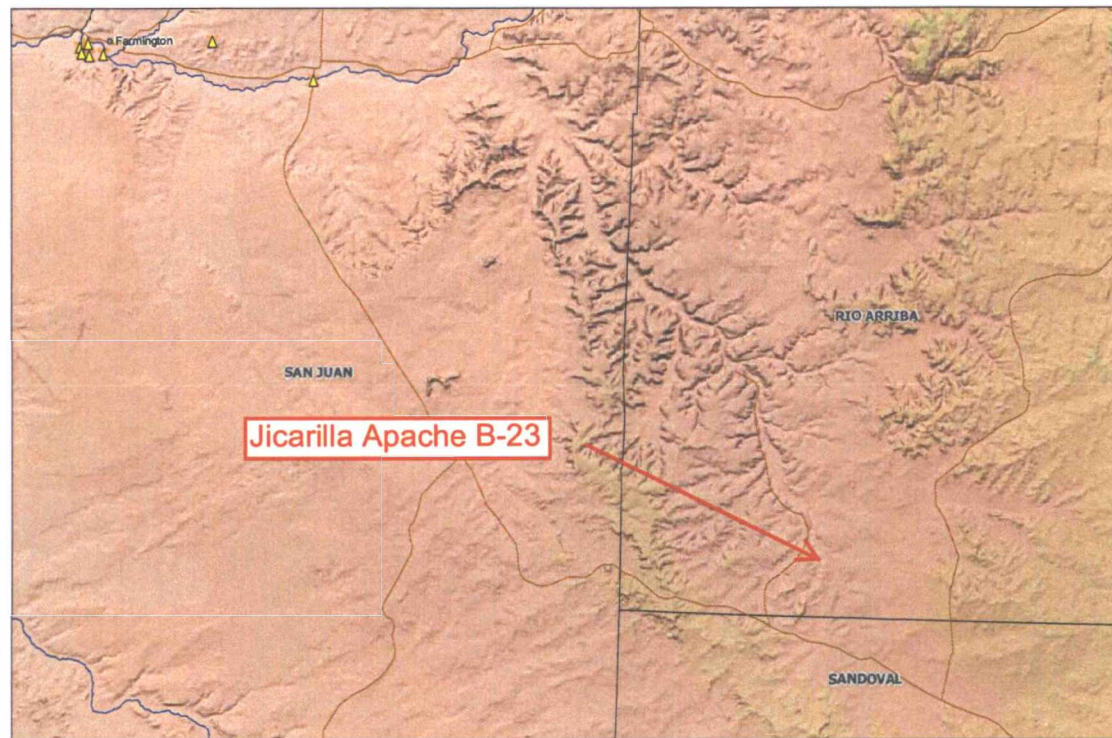 Farmington
RIO ARRIBA
SAN JUAN
Jicarilla Apache B-23
SANDOVAL